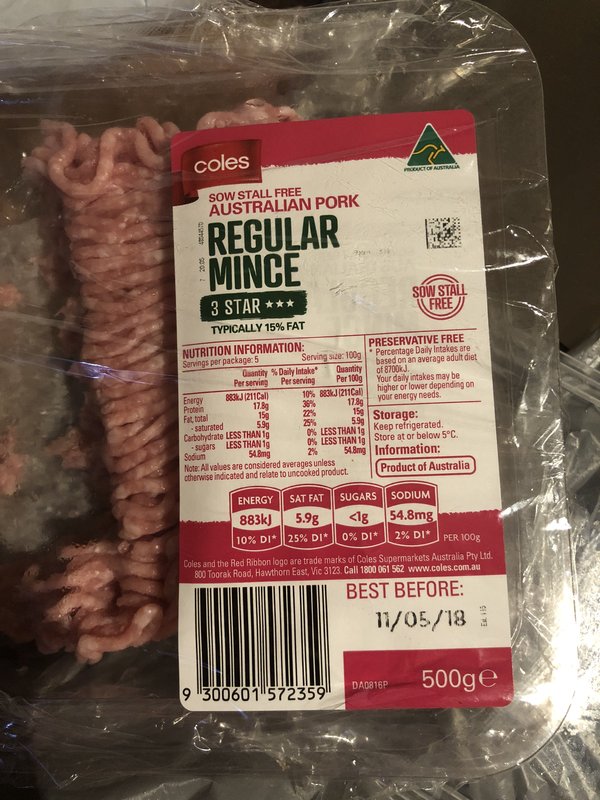 coles
PRODUCT OF AUSTRALIA
SOW STALL FREE
AUSTRALIAN PORK
REGULAR
MINCE
3 STAR ★★★
TYPICALLY 15% FAT
SOW STALL
FREE
NUTRITION INFORMATION:
Servings per package: 5 Serving size: 100g
Quantity % Daily Intake* Quantity
Per serving Per serving Per 100g
Energy 883kJ (211Cal) 10% 883kJ (211Cal)
Protein 17.8g 36% 17.8g
Fat, total 15g 22% 15g
- saturated 5.9g 25% 5.9g
Carbohydrate LESS THAN 1g 0% LESS THAN 1g
- sugars LESS THAN 1g 0% LESS THAN 1g
Sodium 54.8mg 2% 54.8mg
Note: All values are considered averages unless
otherwise indicated and relate to uncooked product.
PRESERVATIVE FREE
* Percentage Daily Intakes are
based on an average adult diet
of 8700kJ.
Your daily intakes may be
higher or lower depending on
your energy needs.
Storage:
Keep refrigerated.
Store at or below 5°C.
Information:
Product of Australia
ENERGY SAT FAT SUGARS SODIUM
883kJ 5.9g <1g 54.8mg
10% DI* 25% DI* 0% DI* 2% DI* PER 100g
Coles and the Red Ribbon logo are trade marks of Coles Supermarkets Australia Pty Ltd.
800 Toorak Road, Hawthorn East, Vic 3123. Call 1800 061 562 www.coles.com.au
BEST BEFORE:
11/05/18
9 300601 572359
DA0816P
500g e